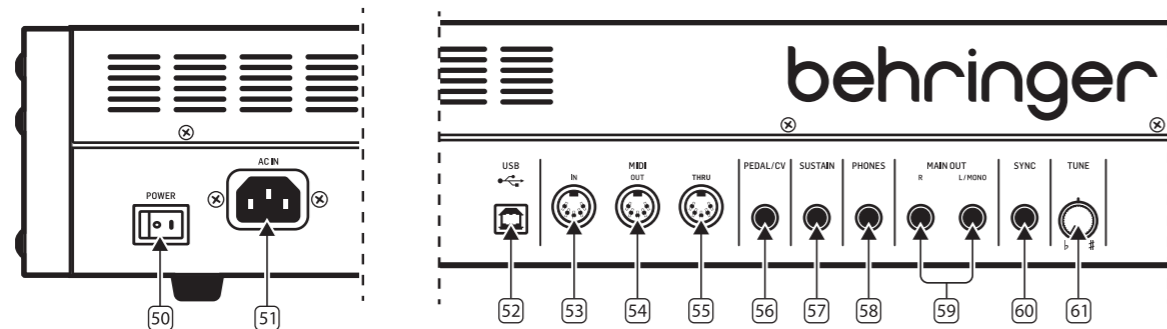 behringer
AC IN
POWER
USB
MIDI
IN
OUT
THRU
PEDAL/CV
SUSTAIN
PHONES
MAIN OUT
R
L/MONO
SYNC
TUNE
♭
#
50
51
52
53
54
55
56
57
58
59
60
61